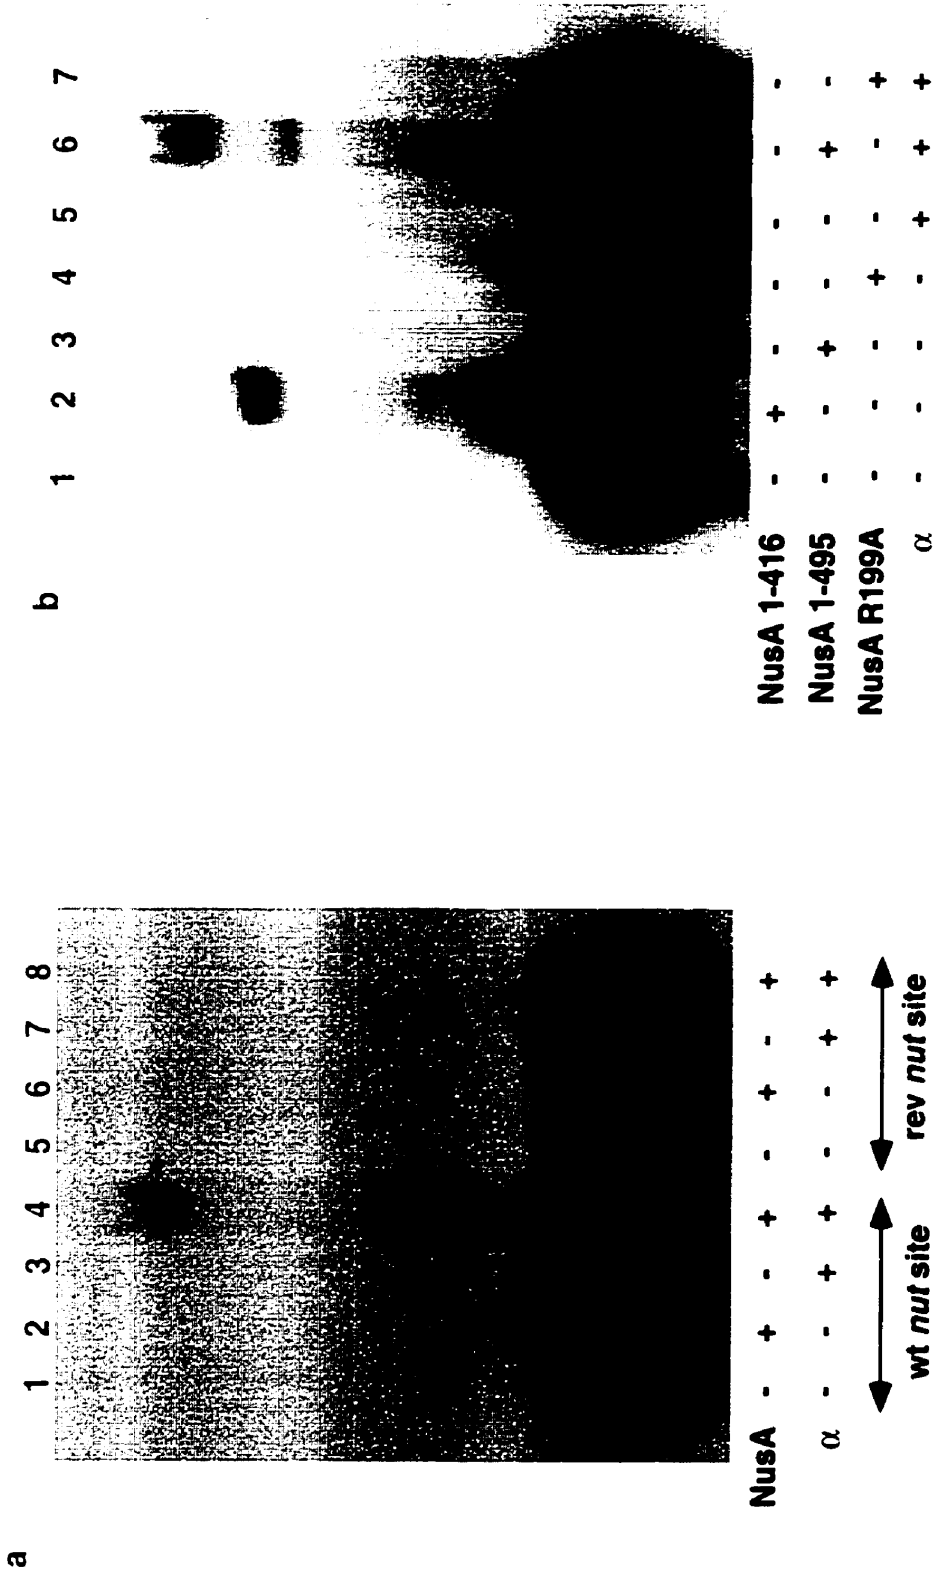 a
1 2 3 4 5 6 7 8
NusA - + - + - + - +
α - - + + - - + +
wt nut site rev nut site
b
1 2 3 4 5 6 7
NusA 1-416 - + - - - - -
NusA 1-495 - - + - - + -
NusA R199A - - - + - - +
α - - - - + + +